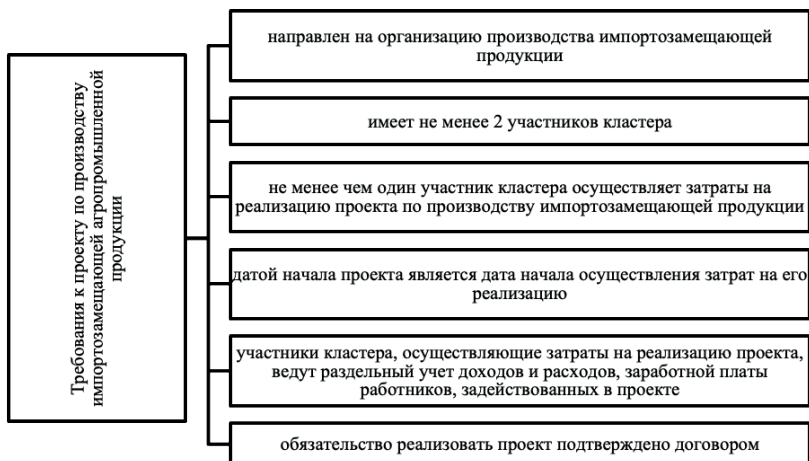 Требования к проекту по производству
импортозамещающей агропромышленной
продукции
направлен на организацию производства импортозамещающей
продукции
имеет не менее 2 участников кластера
не менее чем один участник кластера осуществляет затраты на
реализацию проекта по производству импортозамещающей продукции
датой начала проекта является дата начала осуществления затрат на его
реализацию
участники кластера, осуществляющие затраты на реализацию проекта,
ведут раздельный учет доходов и расходов, заработной платы
работников, задействованных в проекте
обязательство реализовать проект подтверждено договором